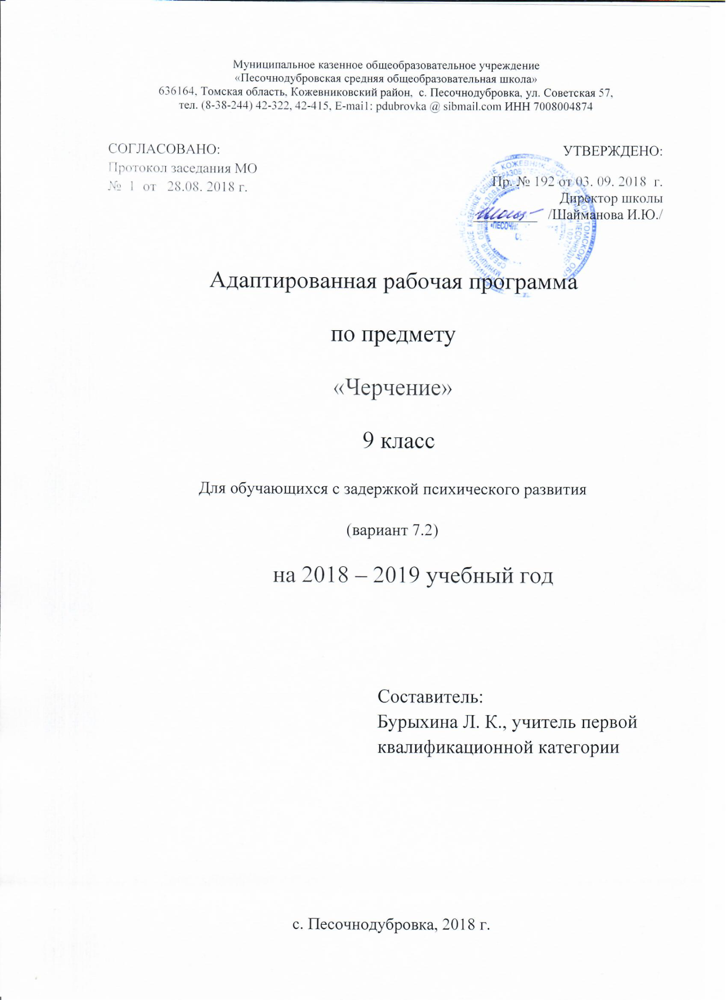 Муниципальное казенное общеобразовательное учреждение
«Песочнодубровская средняя общеобразовательная школа»
636164, Томская область, Кожевниковский район, с. Песочнодубровка, ул. Советская 57,
тел. (8-38-244) 42-322, 42-415, E-mail: pdubrovka @ sibmail.com ИНН 7008004874
СОГЛАСОВАНО:
Протокол заседания МО
№ 1 от 28.08. 2018 г.
УТВЕРЖДЕНО:
Пр. № 192 от 03. 09. 2018 г.
Директор школы
/Шайманова И.Ю./
Адаптированная рабочая программа
по предмету
«Черчение»
9 класс
Для обучающихся с задержкой психического развития
(вариант 7.2)
на 2018 – 2019 учебный год
Составитель:
Бурыхина Л. К., учитель первой
квалификационной категории
с. Песочнодубровка, 2018 г.